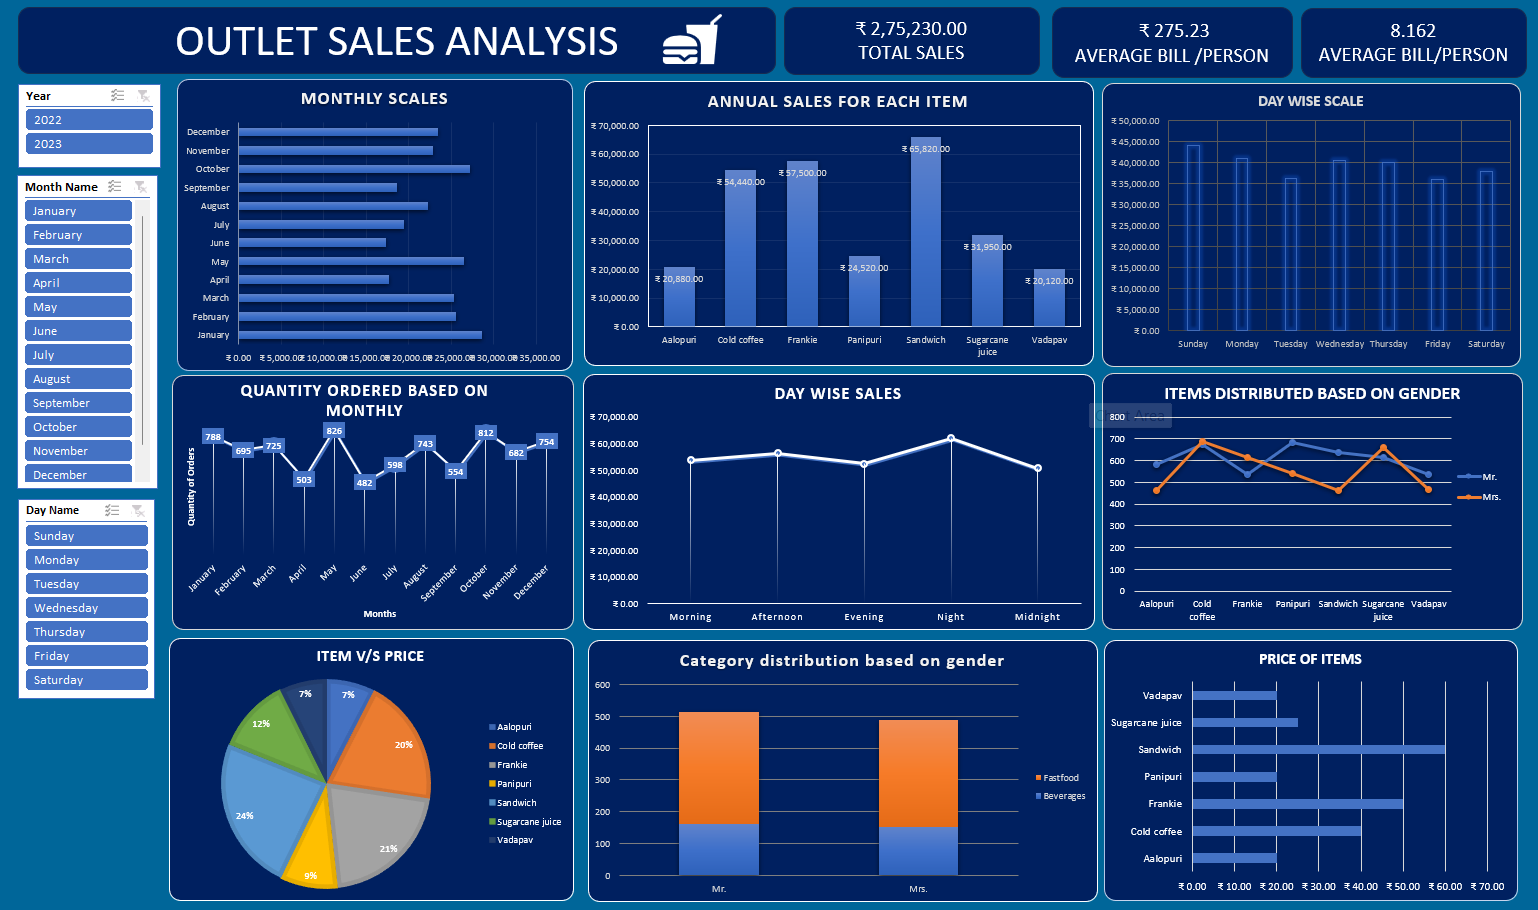 OUTLET SALES ANALYSIS
₹ 2,75,230.00
TOTAL SALES
₹ 275.23
AVERAGE BILL /PERSON
8.162
AVERAGE BILL/PERSON
Year
2022
2023
Month Name
January
February
March
April
May
June
July
August
September
October
November
December
Day Name
Sunday
Monday
Tuesday
Wednesday
Thursday
Friday
Saturday
MONTHLY SCALES
December
November
October
September
August
July
June
May
April
March
February
January
₹ 0.00 ₹ 5,000.00 ₹ 10,000.00 ₹ 15,000.00 ₹ 20,000.00 ₹ 25,000.00 ₹ 30,000.00 ₹ 35,000.00
ANNUAL SALES FOR EACH ITEM
₹ 70,000.00
₹ 60,000.00
₹ 50,000.00
₹ 40,000.00
₹ 30,000.00
₹ 20,000.00
₹ 10,000.00
₹ 0.00
₹ 20,880.00
₹ 54,440.00
₹ 57,500.00
₹ 24,520.00
₹ 65,820.00
₹ 31,950.00
₹ 20,120.00
Aalopuri Cold coffee Frankie Panipuri Sandwich Sugarcane Vadapav
juice
DAY WISE SCALE
₹ 50,000.00
₹ 45,000.00
₹ 40,000.00
₹ 35,000.00
₹ 30,000.00
₹ 25,000.00
₹ 20,000.00
₹ 15,000.00
₹ 10,000.00
₹ 5,000.00
₹ 0.00
Sunday Monday Tuesday Wednesday Thursday Friday Saturday
QUANTITY ORDERED BASED ON
MONTHLY
Quantity of Orders
788
695
725
503
826
482
598
743
554
812
682
754
January February March April May June July August September October November December
Months
DAY WISE SALES
₹ 70,000.00
₹ 60,000.00
₹ 50,000.00
₹ 40,000.00
₹ 30,000.00
₹ 20,000.00
₹ 10,000.00
₹ 0.00
Morning Afternoon Evening Night Midnight
ITEMS DISTRIBUTED BASED ON GENDER
800
700
600
500
400
300
200
100
0
Aalopuri Cold Frankie Panipuri Sandwich Sugarcane Vadapav
coffee juice
Mr.
Mrs.
ITEM V/S PRICE
7%
20%
21%
9%
24%
12%
7%
Aalopuri
Cold coffee
Frankie
Panipuri
Sandwich
Sugarcane juice
Vadapav
Category distribution based on gender
600
500
400
300
200
100
0
Mr. Mrs.
Fastfood
Beverages
PRICE OF ITEMS
Vadapav
Sugarcane juice
Sandwich
Panipuri
Frankie
Cold coffee
Aalopuri
₹ 0.00 ₹ 10.00 ₹ 20.00 ₹ 30.00 ₹ 40.00 ₹ 50.00 ₹ 60.00 ₹ 70.00